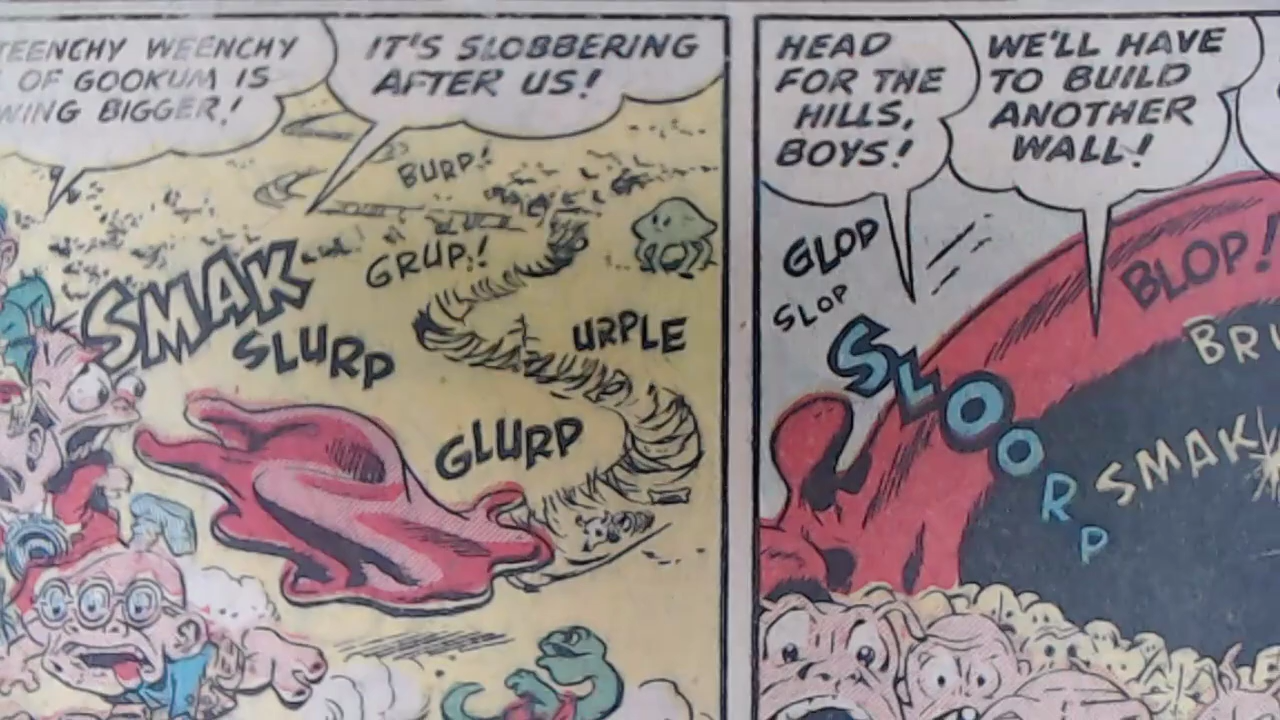 TEENCHY WEENCHY
OF GOOKUM IS
WING BIGGER!
IT'S SLOBBERING
AFTER US!
BURP!
GRUP!
SMAK
SLURP
URPLE
GLURP
HEAD
FOR THE
HILLS,
BOYS!
WE'LL HAVE
TO BUILD
ANOTHER
WALL!
GLOP
SLOP
SLOORP
BLOP!
BRU
SMAK